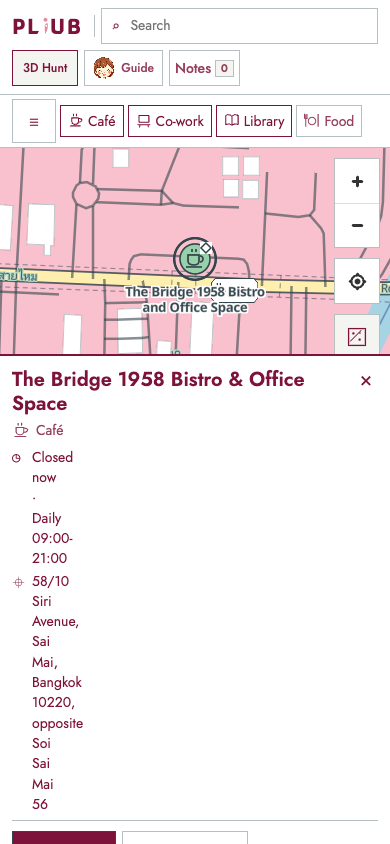 PLIUB
Search
3D Hunt
Guide
Notes 0
Café
Co-work
Library
Food
สายไหม
The Bridge 1958 Bistro
and Office Space
The Bridge 1958 Bistro & Office
Space
Café
Closed
now
·
Daily
09:00-
21:00
58/10
Siri
Avenue,
Sai
Mai,
Bangkok
10220,
opposite
Soi
Sai
Mai
56